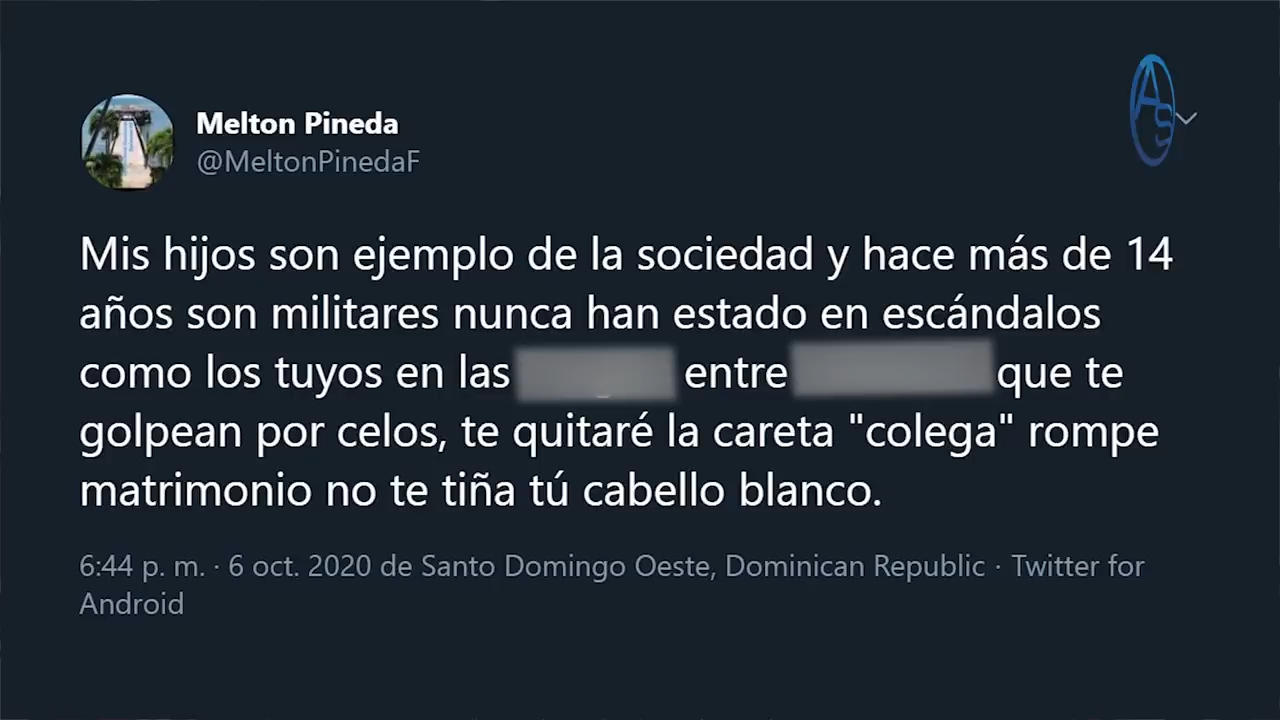 Melton Pineda
@MeltonPinedaF
AS
Mis hijos son ejemplo de la sociedad y hace más de 14
años son militares nunca han estado en escándalos
como los tuyos en las entre que te
golpean por celos, te quitaré la careta "colega" rompe
matrimonio no te tiña tú cabello blanco.
6:44 p. m. · 6 oct. 2020 de Santo Domingo Oeste, Dominican Republic · Twitter for
Android